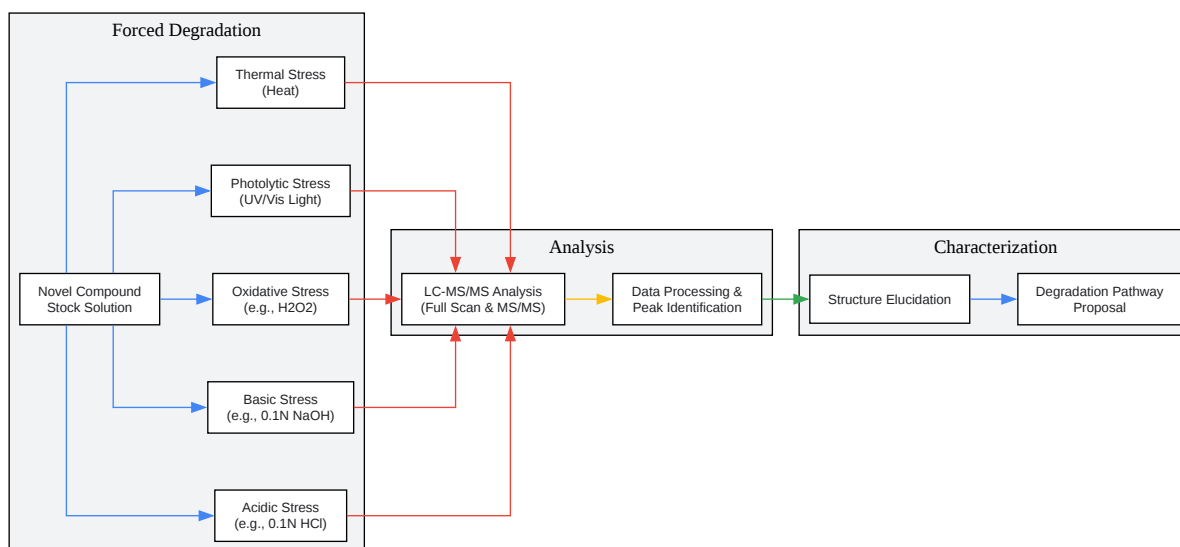 Forced Degradation
Thermal Stress
(Heat)
Photolytic Stress
(UV/Vis Light)
Novel Compound
Stock Solution
Oxidative Stress
(e.g., H2O2)
Basic Stress
(e.g., 0.1N NaOH)
Acidic Stress
(e.g., 0.1N HCl)
Analysis
LC-MS/MS Analysis
(Full Scan & MS/MS)
Data Processing &
Peak Identification
Characterization
Structure Elucidation
Degradation Pathway
Proposal